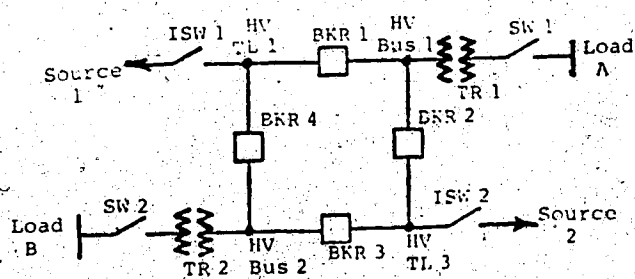 ISW 1
HV
TL 1
BKR 1
HV
Bus 1
SW 1
Load
A
Source
1
TR 1
BKR 4
BKR 2
SW 2
ISW 2
Load
B
Source
2
TR 2
HV
Bus 2
BKR 3
HV
TL 3